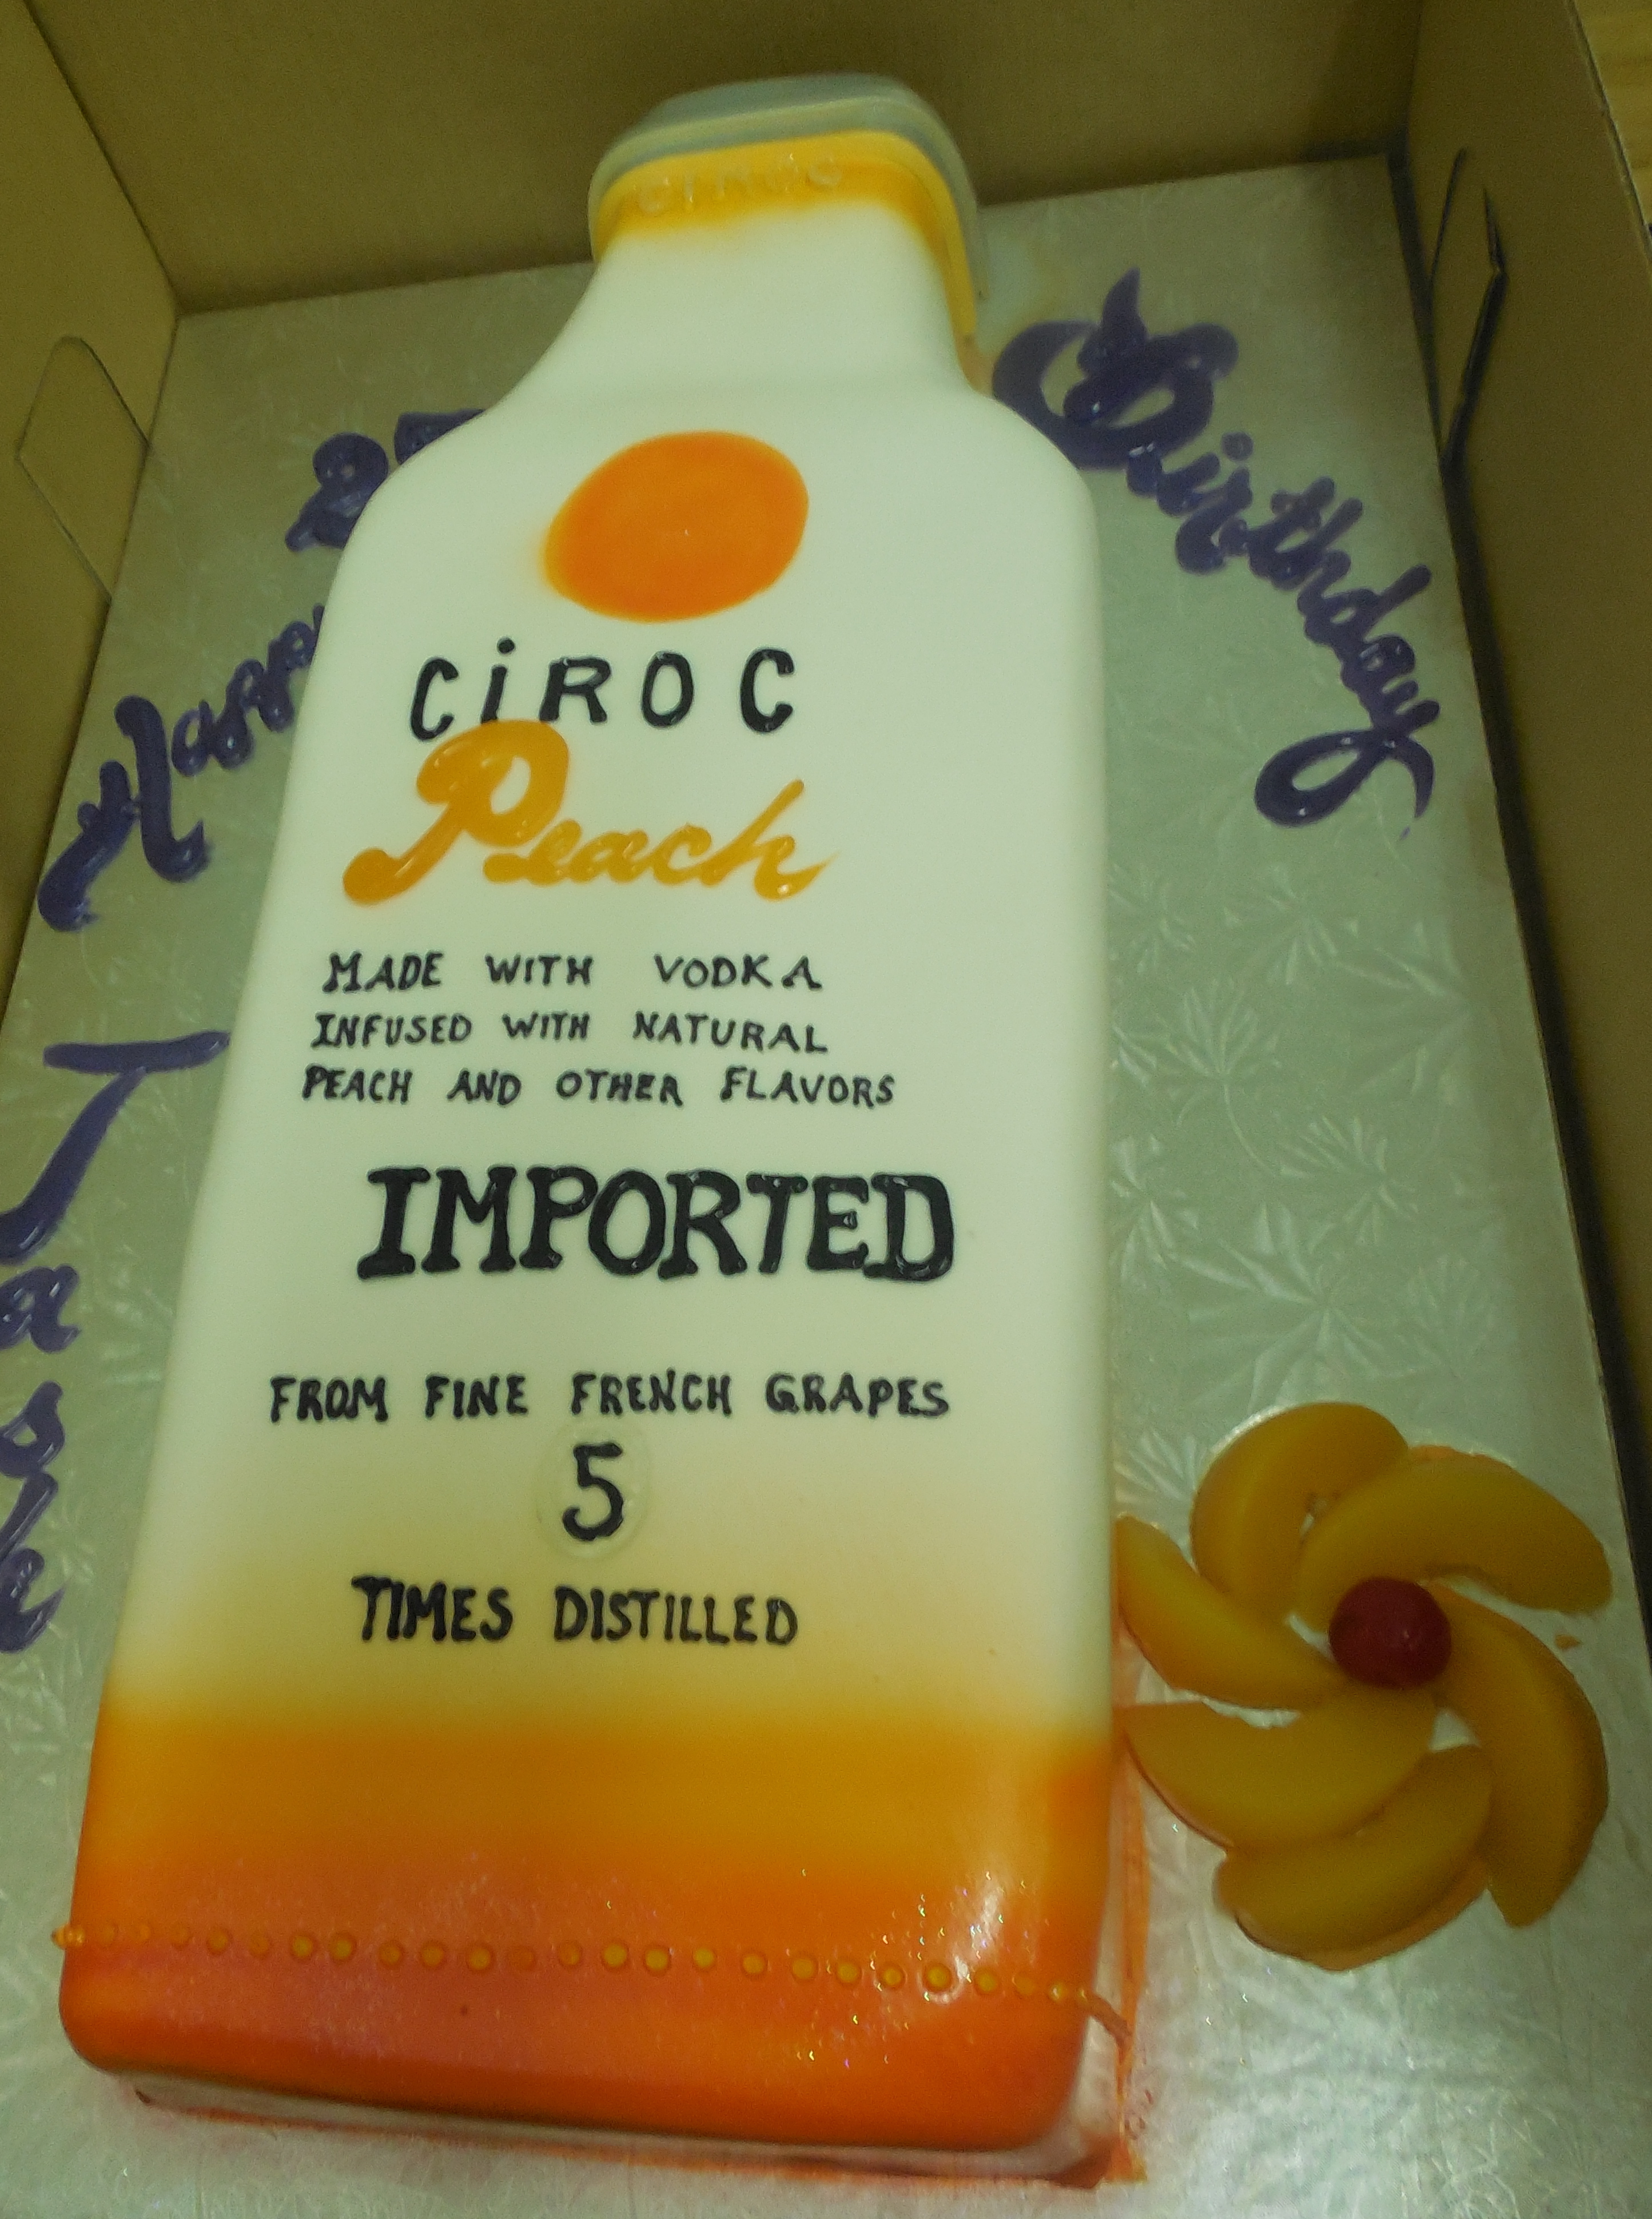 CIROC
Happy
Birthday
CiROC
Peach
MADE WITH VODKA
INFUSED WITH NATURAL
PEACH AND OTHER FLAVORS
IMPORTED
FROM FINE FRENCH GRAPES
5
TIMES DISTILLED